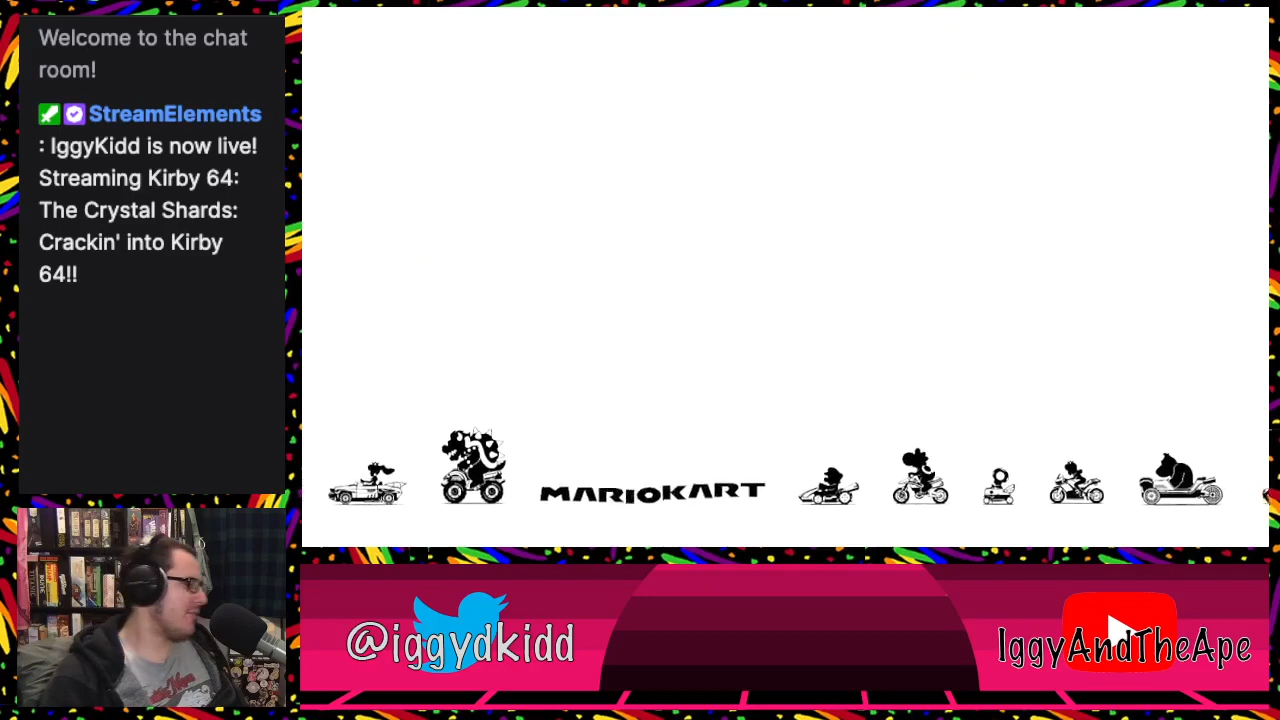 Welcome to the chat
room!
StreamElements
: IggyKidd is now live!
Streaming Kirby 64:
The Crystal Shards:
Crackin' into Kirby
64!!
MARIOKART
@iggydkidd
IggyAndTheApe